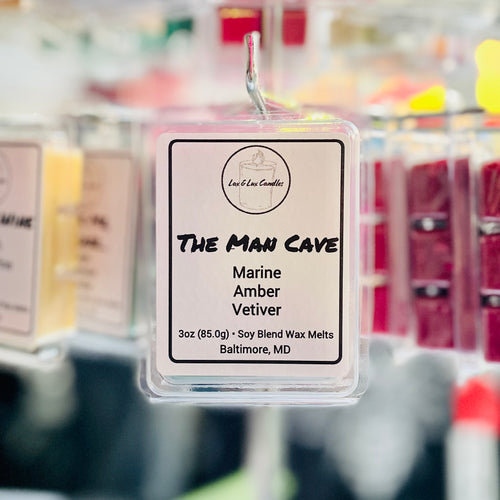 Lux & Lux Candles
The Man Cave
Marine
Amber
Vetiver
3oz (85.0g) • Soy Blend Wax Melts
Baltimore, MD